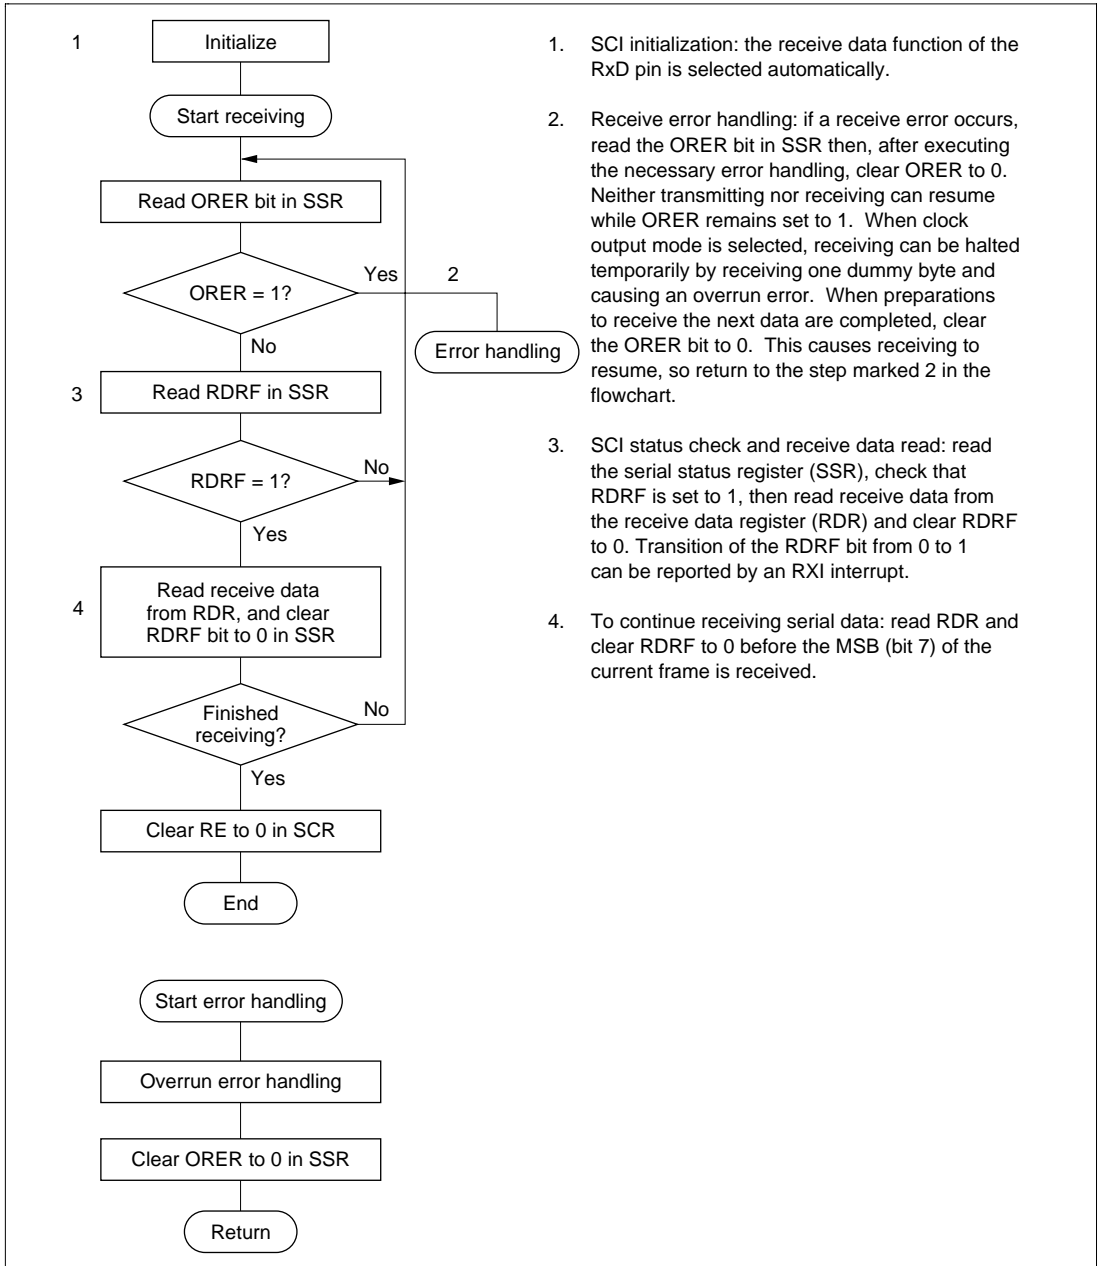 1
Initialize
Start receiving
Read ORER bit in SSR
ORER = 1?
Yes
2
Error handling
No
3
Read RDRF in SSR
RDRF = 1?
No
Yes
4
Read receive data
from RDR, and clear
RDRF bit to 0 in SSR
Finished
receiving?
No
Yes
Clear RE to 0 in SCR
End
Start error handling
Overrun error handling
Clear ORER to 0 in SSR
Return
1. SCI initialization: the receive data function of the
RxD pin is selected automatically.
2. Receive error handling: if a receive error occurs,
read the ORER bit in SSR then, after executing
the necessary error handling, clear ORER to 0.
Neither transmitting nor receiving can resume
while ORER remains set to 1. When clock
output mode is selected, receiving can be halted
temporarily by receiving one dummy byte and
causing an overrun error. When preparations
to receive the next data are completed, clear
the ORER bit to 0. This causes receiving to
resume, so return to the step marked 2 in the
flowchart.
3. SCI status check and receive data read: read
the serial status register (SSR), check that
RDRF is set to 1, then read receive data from
the receive data register (RDR) and clear RDRF
to 0. Transition of the RDRF bit from 0 to 1
can be reported by an RXI interrupt.
4. To continue receiving serial data: read RDR and
clear RDRF to 0 before the MSB (bit 7) of the
current frame is received.